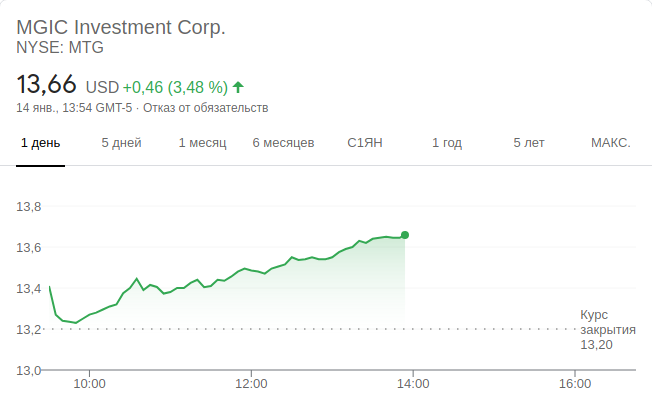 MGIC Investment Corp.
NYSE: MTG
13,66 USD +0,46 (3,48 %)
14 янв., 13:54 GMT-5 · Отказ от обязательств
1 день 5 дней 1 месяц 6 месяцев С1ЯН 1 год 5 лет МАКС.
13,8
13,6
13,4
13,2
13,0
Курс
закрытия
13,20
10:00 12:00 14:00 16:00